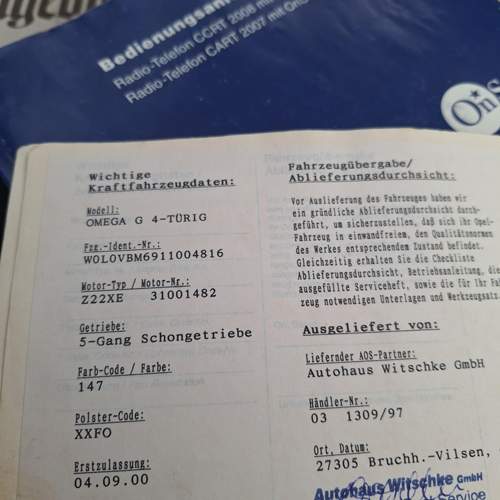 Bedienungsan
Radio-Telefon CCRT 2008 mi
Radio-Telefon CART 2007 mit On
OnS
Wichtige
Kraftfahrzeugdaten:
Modell:
OMEGA G 4-TÜRIG
Fzg.-Ident.-Nr.:
W0L0VBM6911004816
Motor-Typ / Motor-Nr.:
Z22XE 31001482
Getriebe:
5-Gang Schongetriebe
Farb-Code / Farbe:
147
Polster-Code:
XXFO
Erstzulassung:
04.09.00
Fahrzeugübergabe/
Ablieferungsdurchsicht:
Vor Auslieferung des Fahrzeuges haben wir
ein gründliche Ablieferungsdurchsicht durch-
geführt, um sicherzustellen, daß sich ihr Opel-
Fahrzeug in einwandfreiem, den Qualitätsnormen
des Werkes entsprechendem Zustand befindet.
Gleichzeitig erhalten Sie die Checkliste
Ablieferungsdurchsicht, Betriebsanleitung, die
ausgefüllte Serviceheft, sowie die für Ihr Fa
zeug notwendigen Unterlagen und Werkzeugsatz.
Ausgeliefert von:
Liefernder AOS-Partner:
Autohaus Witschke GmbH
Händler-Nr.:
03 1309/97
Ort, Datum:
27305 Bruchh.-Vilsen,
Autohaus Witschke GmbH
Service